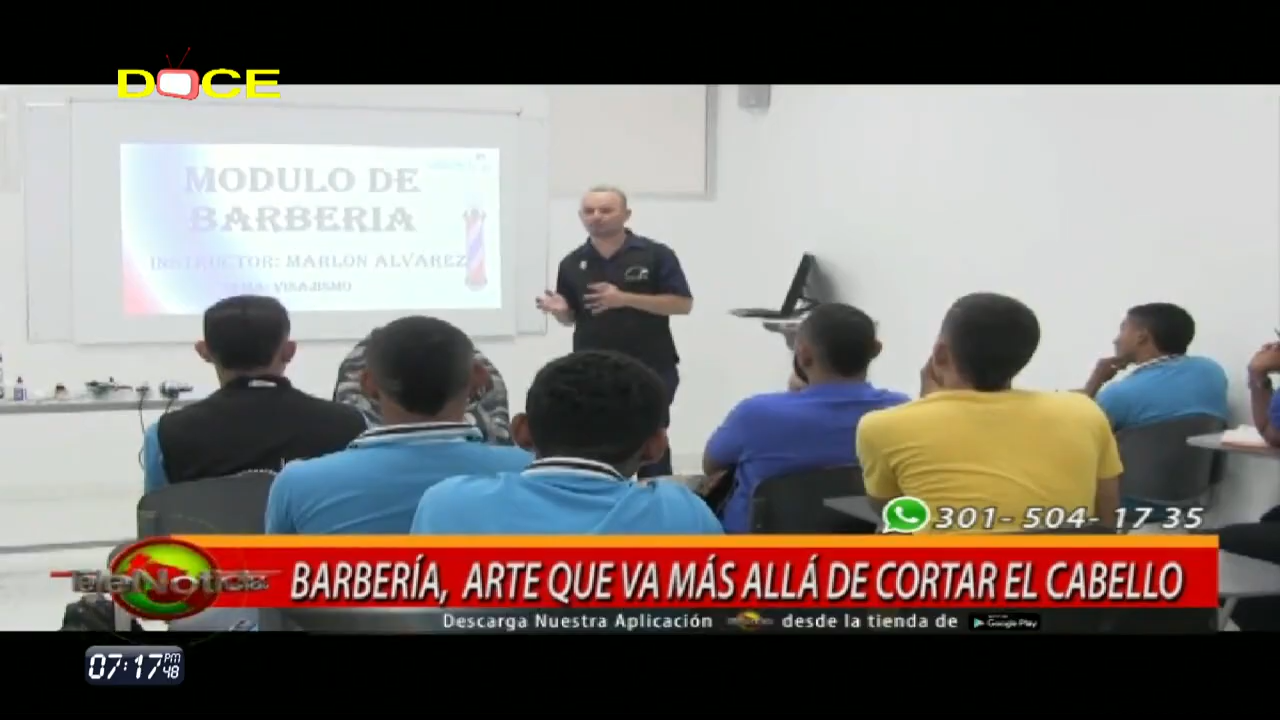 DOCE
MODULO DE
BARBERIA
INSTRUCTOR: MARLON ALVAREZ
VISAJISMO
301- 504- 17 35
TeleNoticias
BARBERÍA, ARTE QUE VA MÁS ALLÁ DE CORTAR EL CABELLO
Descarga Nuestra Aplicación desde la tienda de Google Play
07:17 PM 48